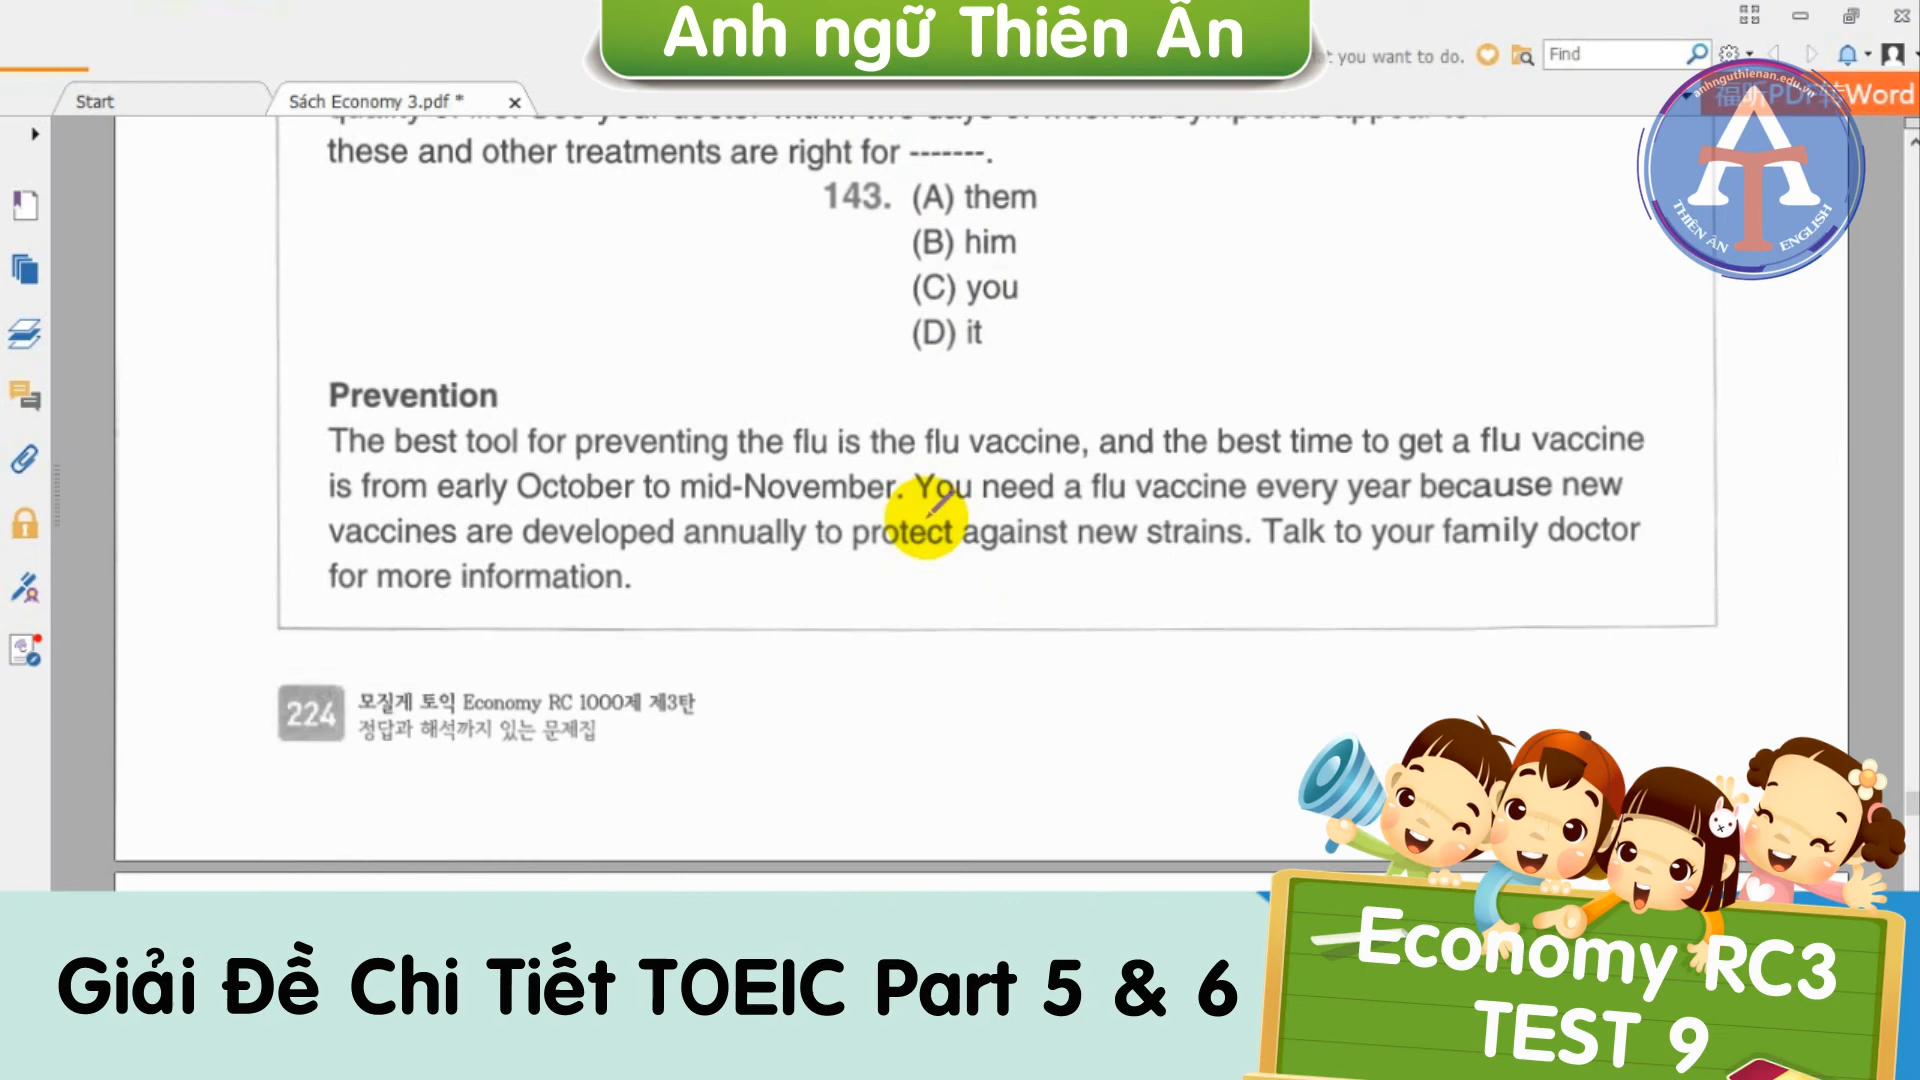 Anh ngữ Thiên Ân
you want to do.
Find
Start
Sách Economy 3.pdf *
Word
anhnguthienan.edu.vn
THIÊN ÂN ENGLISH
these and other treatments are right for -------.
143. (A) them
(B) him
(C) you
(D) it
Prevention
The best tool for preventing the flu is the flu vaccine, and the best time to get a flu vaccine
is from early October to mid-November. You need a flu vaccine every year because new
vaccines are developed annually to protect against new strains. Talk to your family doctor
for more information.
224
모질게 토익 Economy RC 1000제 제3탄
정답과 해석까지 있는 문제집
Giải Đề Chi Tiết TOEIC Part 5 & 6
Economy RC3
TEST 9